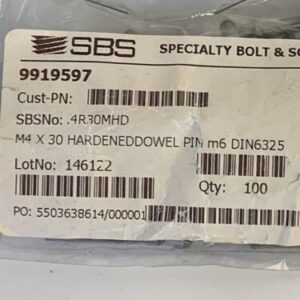 SBS SPECIALTY BOLT & SC
9919597
Cust-PN:
SBSNo: .4R30MHD
M4 X 30 HARDENEDDOWEL PIN m6 DIN6325
LotNo: 146122
Qty: 100
PO: 5503638614/000001